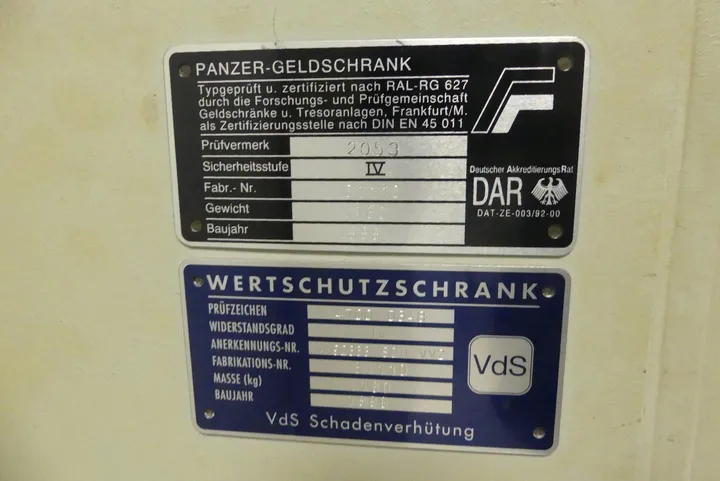 PANZER-GELDSCHRANK
Typgeprüft u. zertifiziert nach RAL-RG 627
durch die Forschungs- und Prüfgemeinschaft
Geldschränke u. Tresoranlagen, Frankfurt/M.
als Zertifizierungsstelle nach DIN EN 45 011
Prüfvermerk 2053
Sicherheitsstufe IV
Fabr.- Nr.
Gewicht
Baujahr
Deutscher AkkreditierungsRat
DAR
DAT-ZE-003/92-00
WERTSCHUTZSCHRANK
PRÜFZEICHEN
WIDERSTANDSGRAD
ANERKENNUNGS-NR.
FABRIKATIONS-NR.
MASSE (kg)
BAUJAHR
VdS
VdS Schadenverhütung